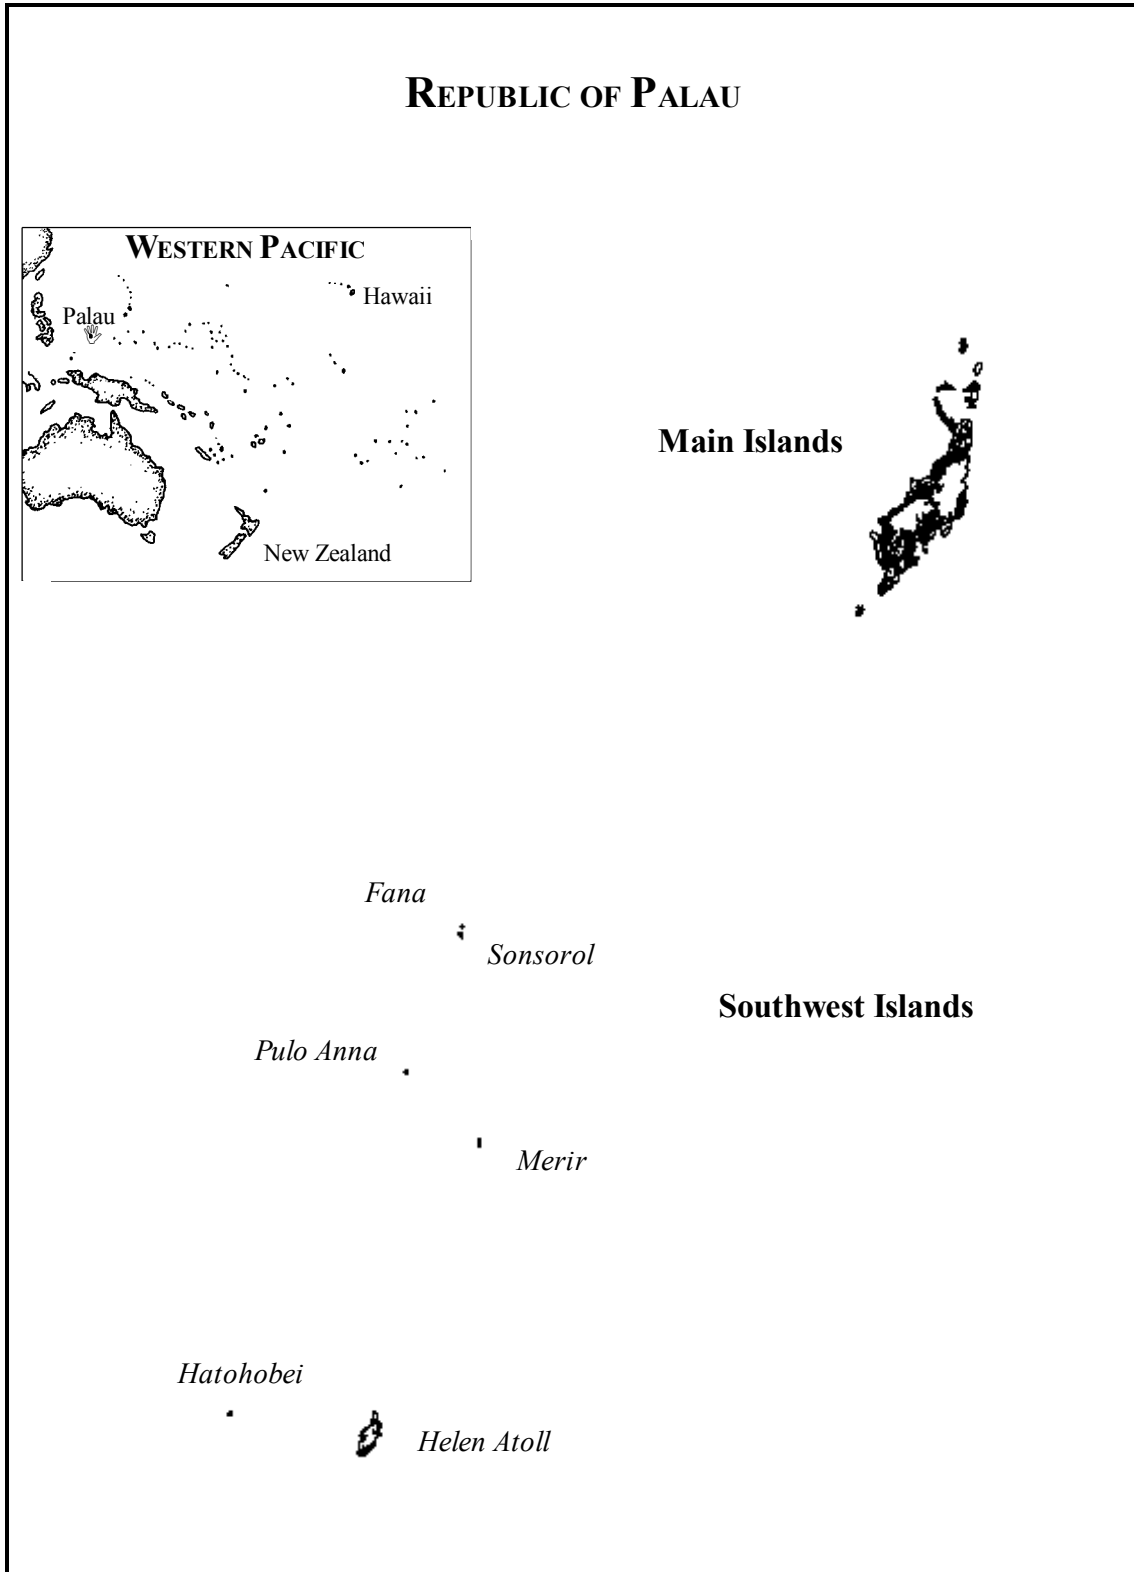 REPUBLIC OF PALAU
WESTERN PACIFIC
Hawaii
Palau
New Zealand
Main Islands
Fana
Sonsorol
Southwest Islands
Pulo Anna
Merir
Hatohobei
Helen Atoll